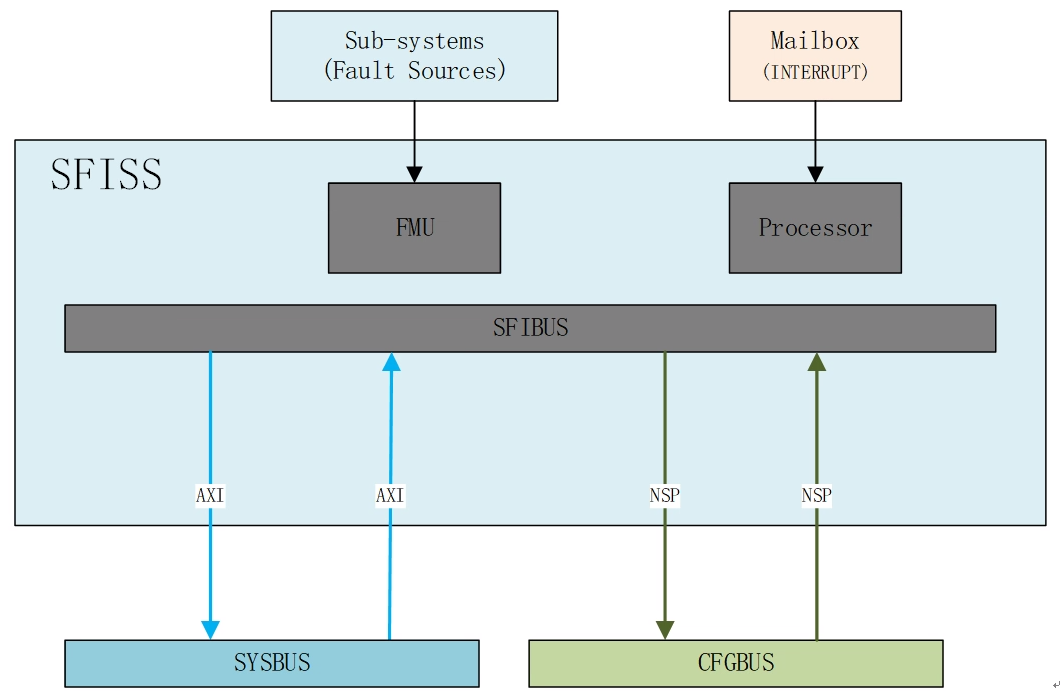 Sub-systems
(Fault Sources)
Mailbox
(INTERRUPT)
SFISS
FMU
Processor
SFIBUS
AXI
AXI
NSP
NSP
SYSBUS
CFGBUS